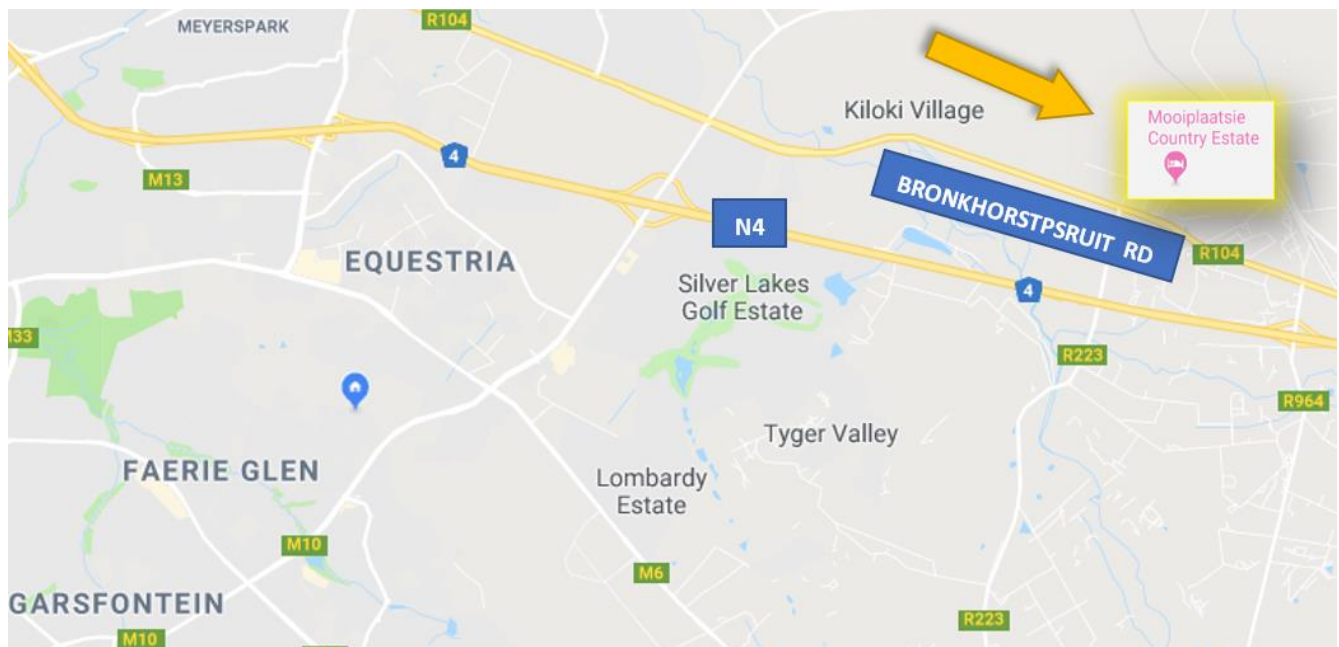 MEYERSPARK
R104
Kiloki Village
Mooiplaatsie
Country Estate
4
M13
BRONKHORSTPSRUIT RD
N4
R104
EQUESTRIA
Silver Lakes
Golf Estate
4
M33
R223
R964
Tyger Valley
FAERIE GLEN
Lombardy
Estate
M10
M6
GARSFONTEIN
R223
M10